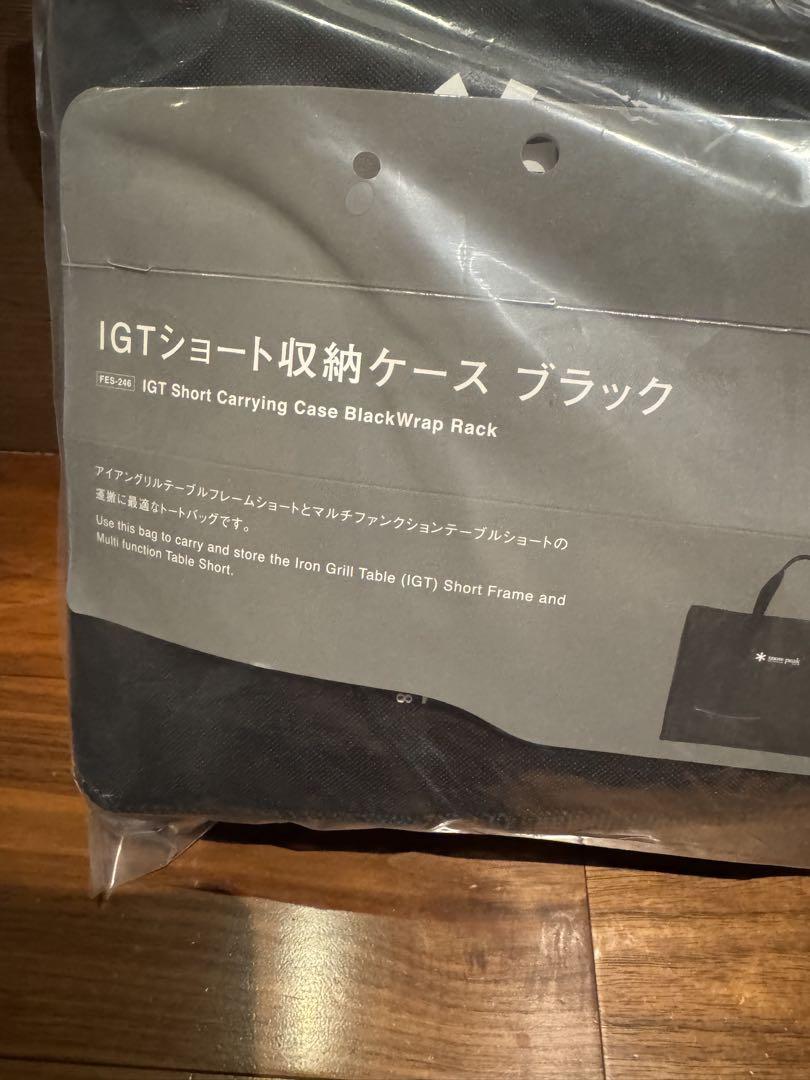 IGTショート収納ケース ブラック
FES-246 IGT Short Carrying Case BlackWrap Rack
アイアングリルテーブルフレームショートとマルチファンクションテーブルショートの
運搬に最適なトートバッグです。
Use this bag to carry and store the Iron Grill Table (IGT) Short Frame and
Multi function Table Short.
snow peak